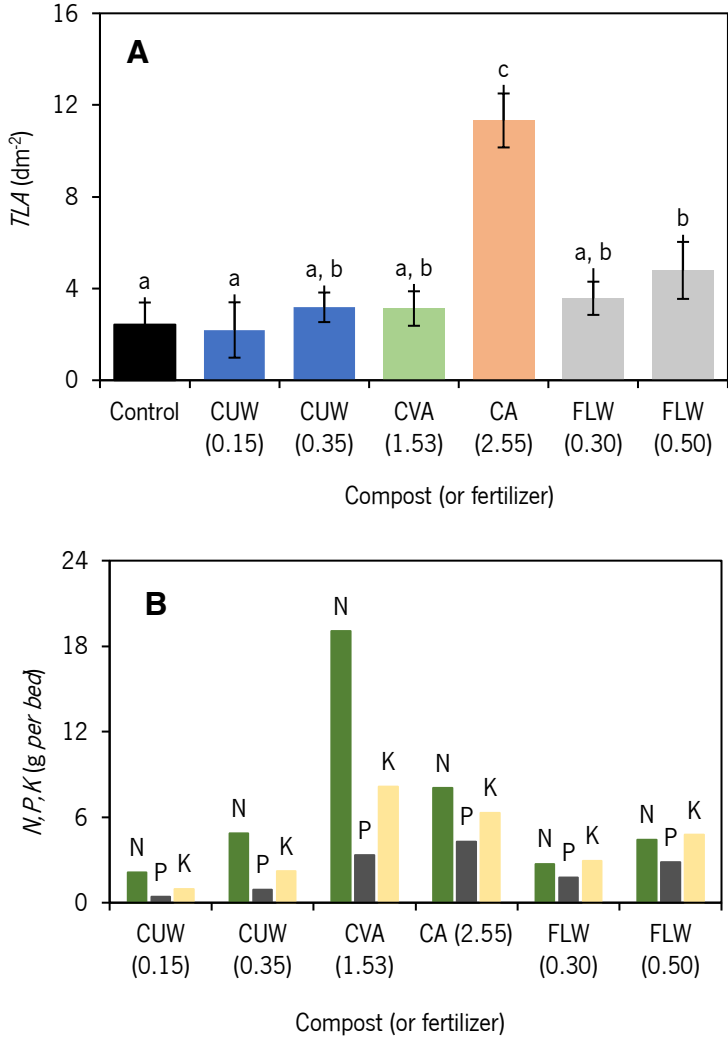 16
A
c
12
TLA (dm-2)
8
b
a, b
a, b
a, b
a
a
4
0
Control
CUW
CUW
CVA
CA
FLW
FLW
(0.15)
(0.35)
(1.53)
(2.55)
(0.30)
(0.50)
Compost (or fertilizer)
24
B
N
18
N,P,K (g per bed)
12
K
N
K
N
P
P
N
K
6
N
K
N
K
P
P
K
P
P
0
CUW
CUW
CVA
CA (2.55)
FLW
FLW
(0.15)
(0.35)
(1.53)
(0.30)
(0.50)
Compost (or fertilizer)